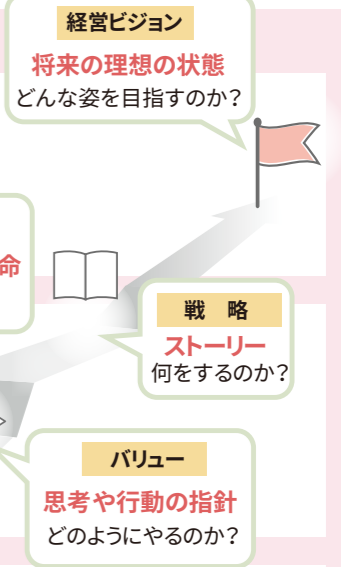 経営ビジョン
将来の理想の状態
どんな姿を目指すのか？
命
戦　略
ストーリー
何をするのか？
バリュー
思考や行動の指針
どのようにやるのか？